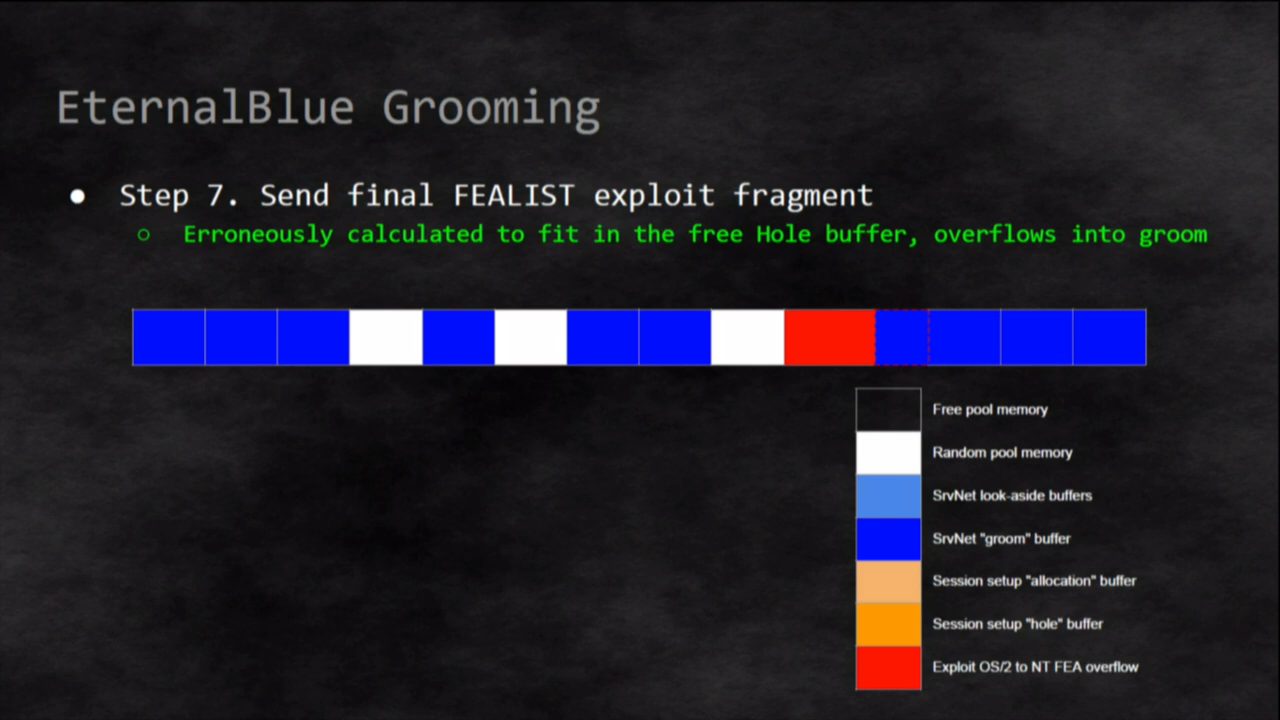 EternalBlue Grooming
● Step 7. Send final FEALIST exploit fragment
○ Erroneously calculated to fit in the free Hole buffer, overflows into groom
Free pool memory
Random pool memory
SrvNet look-aside buffers
SrvNet "groom" buffer
Session setup "allocation" buffer
Session setup "hole" buffer
Exploit OS/2 to NT FEA overflow